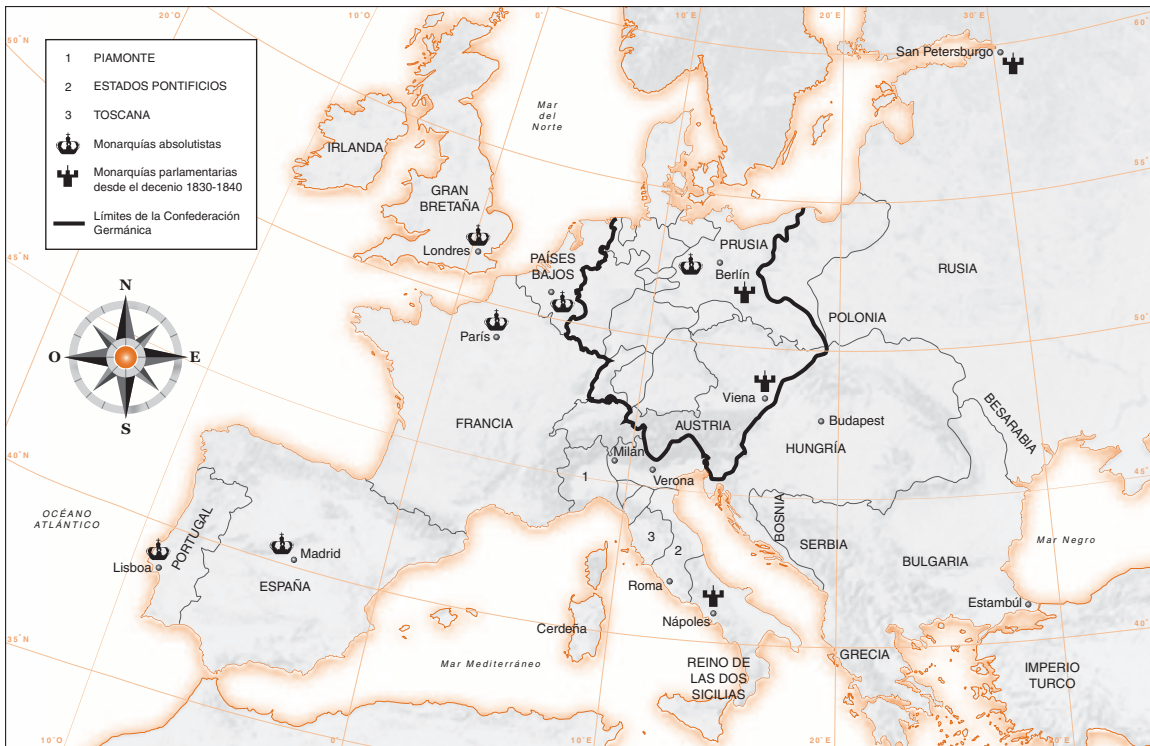 20°O
10°O
0°
10°E
20°E
30°E
60°N
50°N
1 PIAMONTE
2 ESTADOS PONTIFICIOS
3 TOSCANA
Monarquías absolutistas
Monarquías parlamentarias
desde el decenio 1830-1840
Límites de la Confederación
Germánica
San Petersburgo
Mar
del
Norte
IRLANDA
GRAN
BRETAÑA
Londres
55°N
45°N
PAÍSES
BAJOS
PRUSIA
Berlín
RUSIA
N
O
E
S
París
POLONIA
50°N
Viena
FRANCIA
AUSTRIA
Budapest
HUNGRÍA
BESARABIA
Milán
Verona
1
45°N
40°N
OCÉANO
ATLÁNTICO
PORTUGAL
Lisboa
Madrid
ESPAÑA
3
2
BOSNIA
SERBIA
BULGARIA
Mar Negro
Roma
Nápoles
Estambúl
Cerdeña
40°N
35°N
Mar Mediterráneo
REINO DE
LAS DOS
SICILIAS
GRECIA
IMPERIO
TURCO
10°O
0°
10°E
20°E
30°E